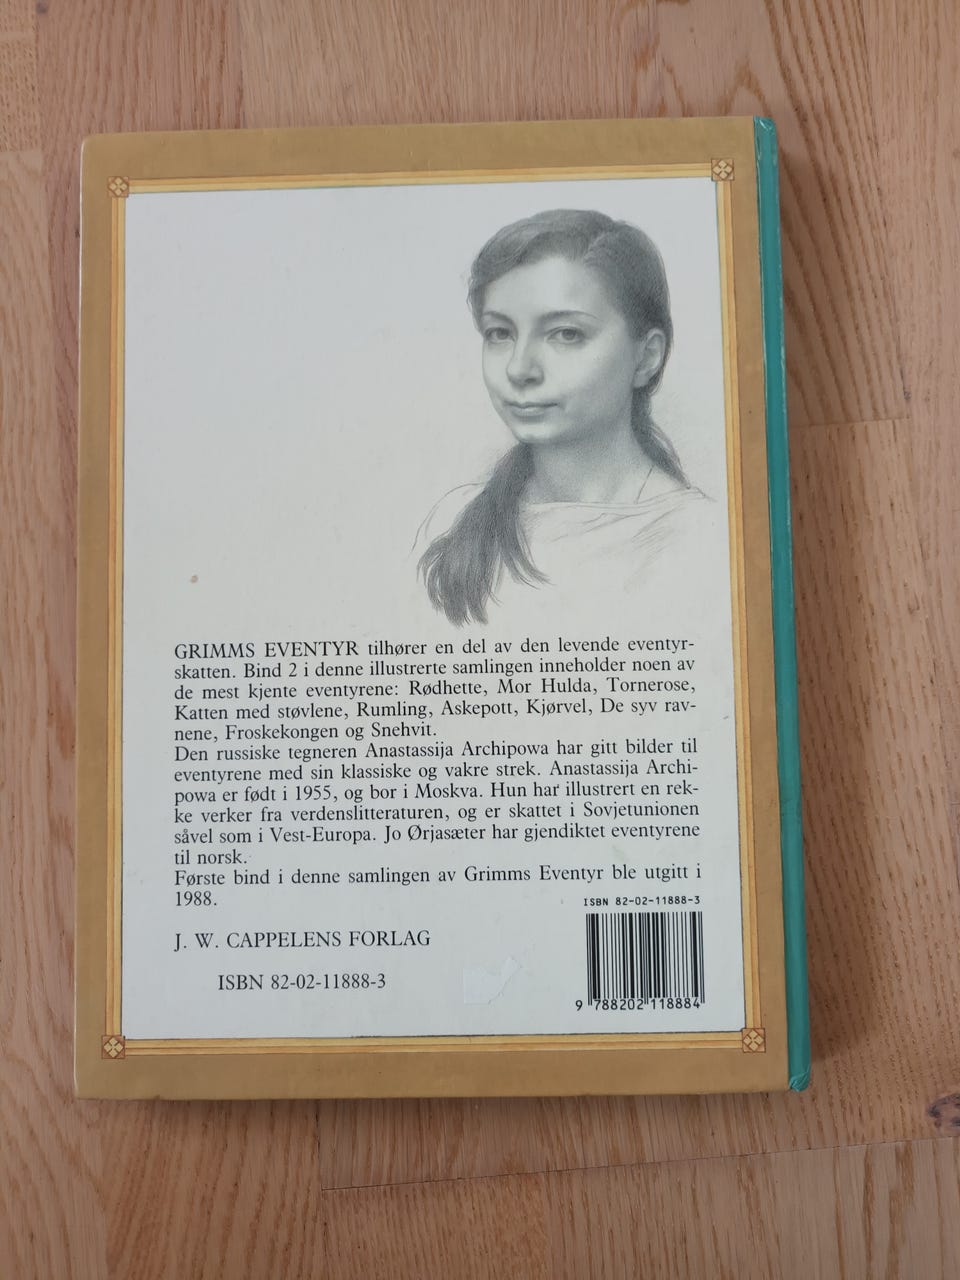 GRIMMS EVENTYR tilhører en del av den levende eventyr-
skatten. Bind 2 i denne illustrerte samlingen inneholder noen av
de mest kjente eventyrene: Rødhette, Mor Hulda, Tornerose,
Katten med støvlene, Rumling, Askepott, Kjørvel, De syv rav-
nene, Froskekongen og Snehvit.
Den russiske tegneren Anastassija Archipowa har gitt bilder til
eventyrene med sin klassiske og vakre strek. Anastassija Archi-
powa er født i 1955, og bor i Moskva. Hun har illustrert en rek-
ke verker fra verdenslitteraturen, og er skattet i Sovjetunionen
såvel som i Vest-Europa. Jo Ørjasæter har gjendiktet eventyrene
til norsk.
Første bind i denne samlingen av Grimms Eventyr ble utgitt i
1988.
ISBN 82-02-11888-3
J. W. CAPPELENS FORLAG
ISBN 82-02-11888-3
9 788202 118884